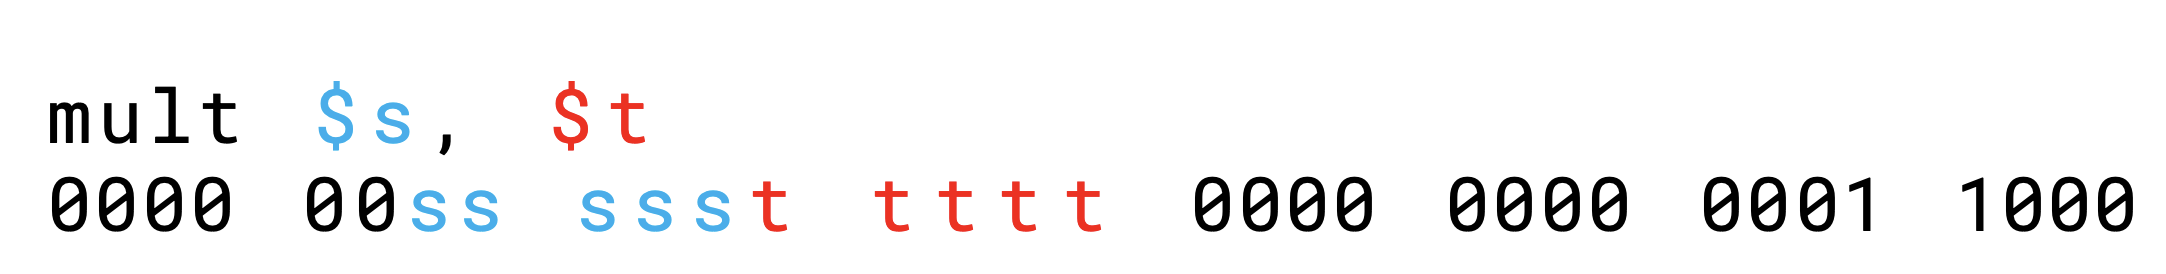 mult $s, $t
0000 00ss ssst tttt 0000 0000 0001 1000